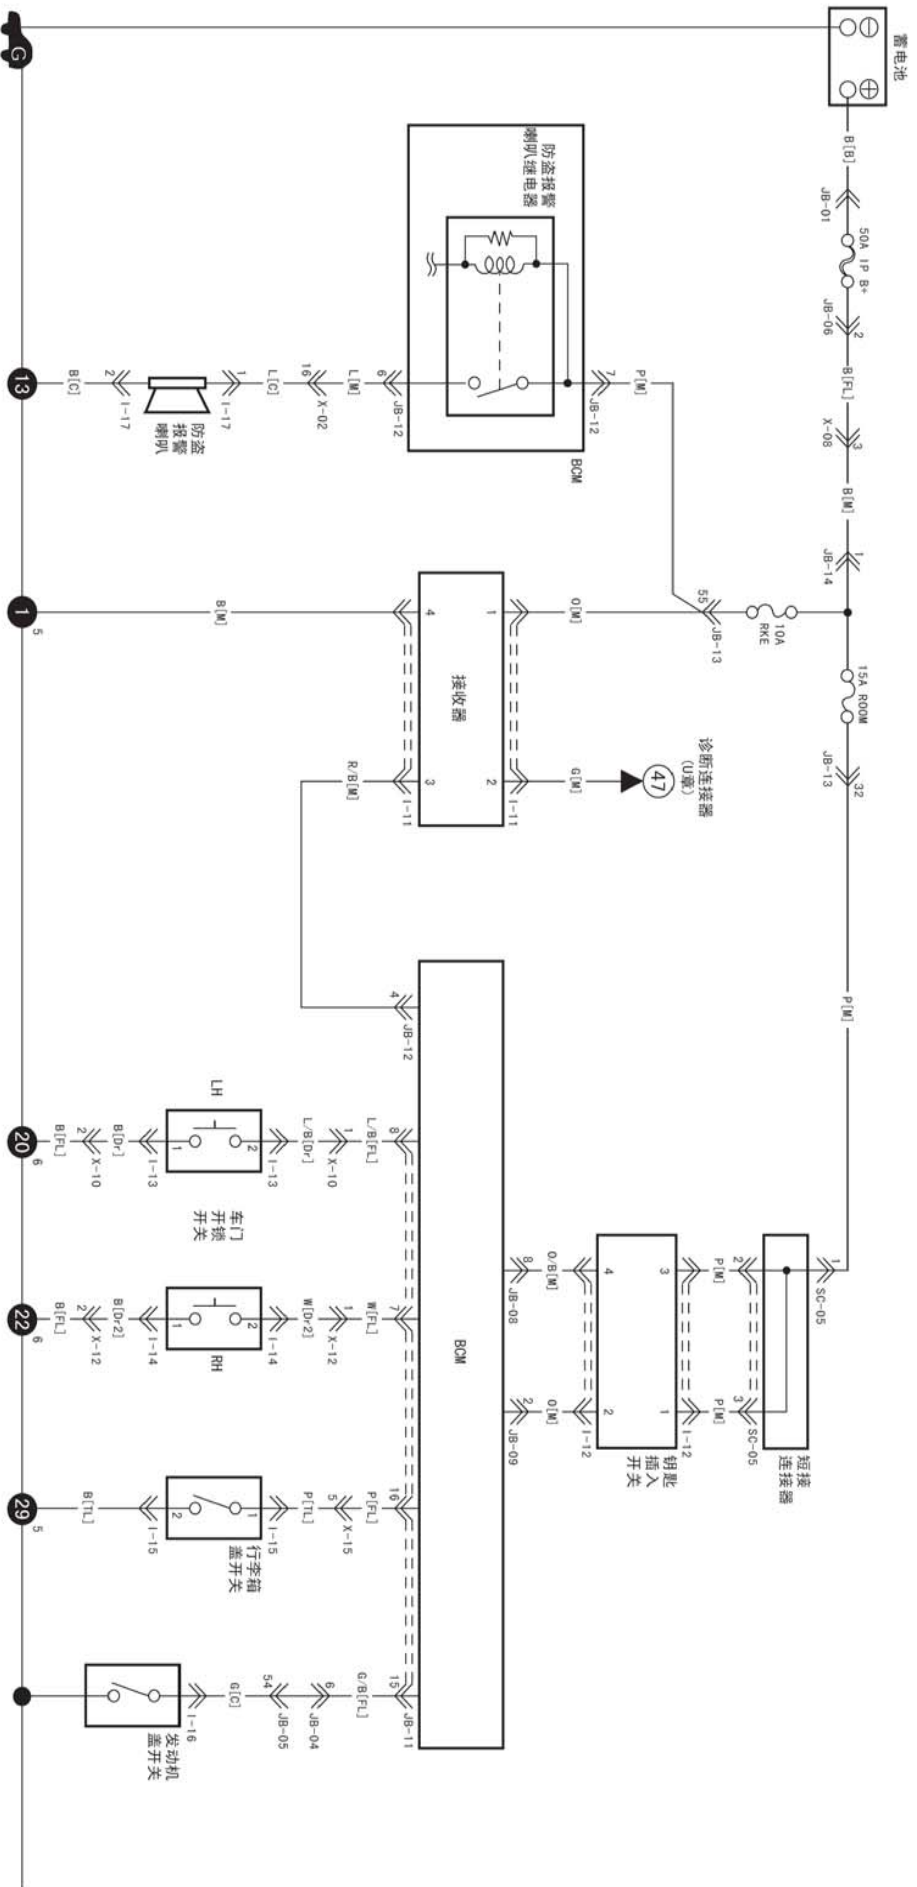 蓄电池
B[B]
JB-01
50A IP B+
JB-06
2
B[FL]
X-08
3
B[M]
JB-14
1
15A ROOM
JB-13
32
P[M]
10A
RKE
55
JB-13
防盗报警
喇叭继电器
BCM
7
JB-12
P[M]
6
JB-12
L[M]
16
X-02
L[C]
1
I-17
防盗
报警
喇叭
2
I-17
B[C]
O[M]
接收器
1
2
I-11
G[M]
47
诊断连接器
(U章)
4
3
I-11
B[M]
R/B[M]
4
JB-12
1
SC-05
短接
连接器
2
3
SC-05
P[M]
P[M]
钥匙
插入
开关
3
1
I-12
4
2
I-12
O/B[M]
O[M]
8
JB-08
2
JB-09
BCM
8
7
16
15
JB-11
L/B[FL]
1
X-10
L/B[Dr]
I-13
2
LH
1
I-13
B[Dr]
2
X-10
B[FL]
车门
开锁
开关
W[FL]
1
X-12
W[Dr2]
I-14
2
RH
1
I-14
B[Dr2]
2
X-12
B[FL]
P[FL]
5
X-15
P[TL]
I-15
1
行李箱
盖开关
2
I-15
B[TL]
G/B[FL]
6
JB-04
54
JB-05
G[C]
I-16
发动机
盖开关
G
13
1
5
20
6
22
6
29
5